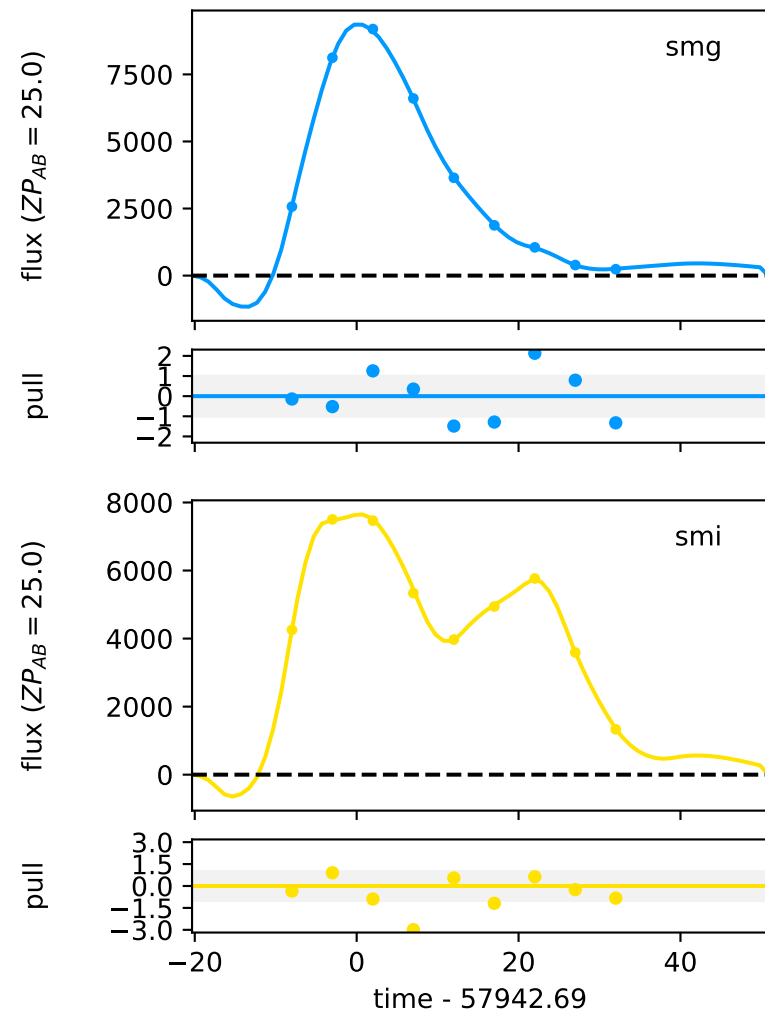 smg
flux (ZP_AB = 25.0)
7500
5000
2500
0
pull
2
1
0
−1
−2
smi
flux (ZP_AB = 25.0)
8000
6000
4000
2000
0
pull
3.0
1.5
0.0
−1.5
−3.0
−20 0 20 40
time - 57942.69